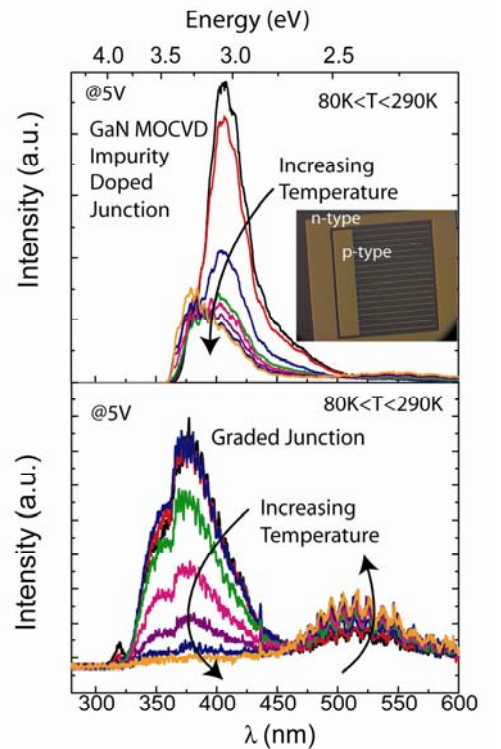 Energy (eV)
4.0 3.5 3.0 2.5
@5V
80K<T<290K
GaN MOCVD
Impurity
Doped
Junction
Increasing
Temperature
n-type
p-type
Intensity (a.u.)
@5V
80K<T<290K
Graded Junction
Increasing
Temperature
Intensity (a.u.)
300 350 400 450 500 550 600
λ (nm)